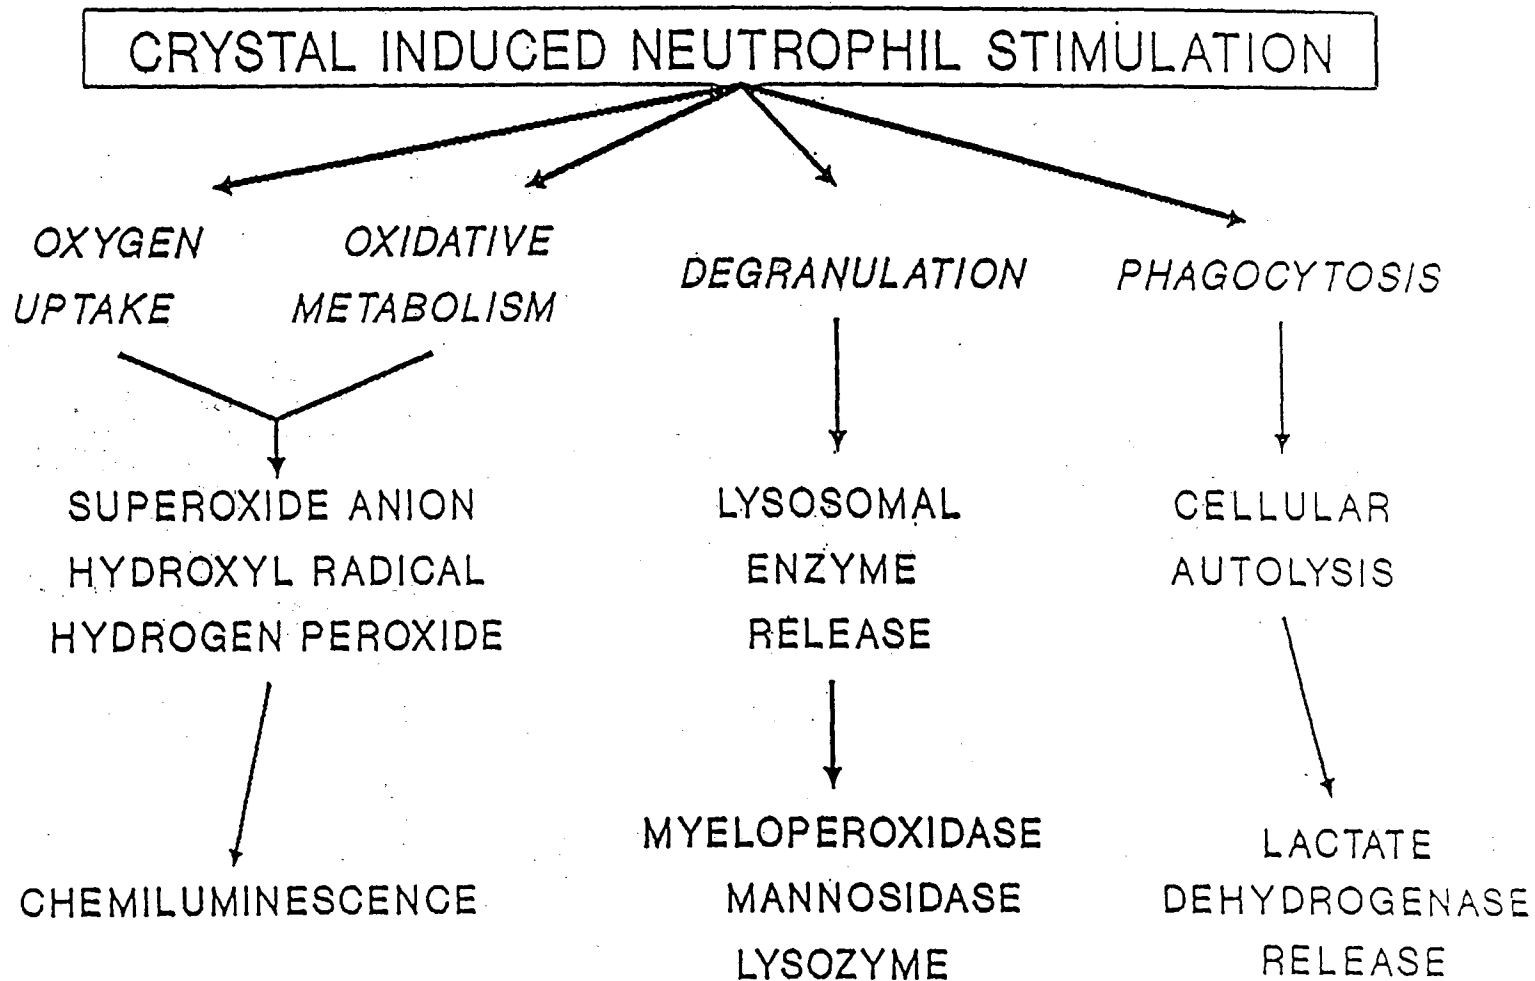 CRYSTAL INDUCED NEUTROPHIL STIMULATION
OXYGEN
UPTAKE
OXIDATIVE
METABOLISM
DEGRANULATION
PHAGOCYTOSIS
SUPEROXIDE ANION
HYDROXYL RADICAL
HYDROGEN PEROXIDE
LYSOSOMAL
ENZYME
RELEASE
CELLULAR
AUTOLYSIS
CHEMILUMINESCENCE
MYELOPEROXIDASE
MANNOSIDASE
LYSOZYME
LACTATE
DEHYDROGENASE
RELEASE